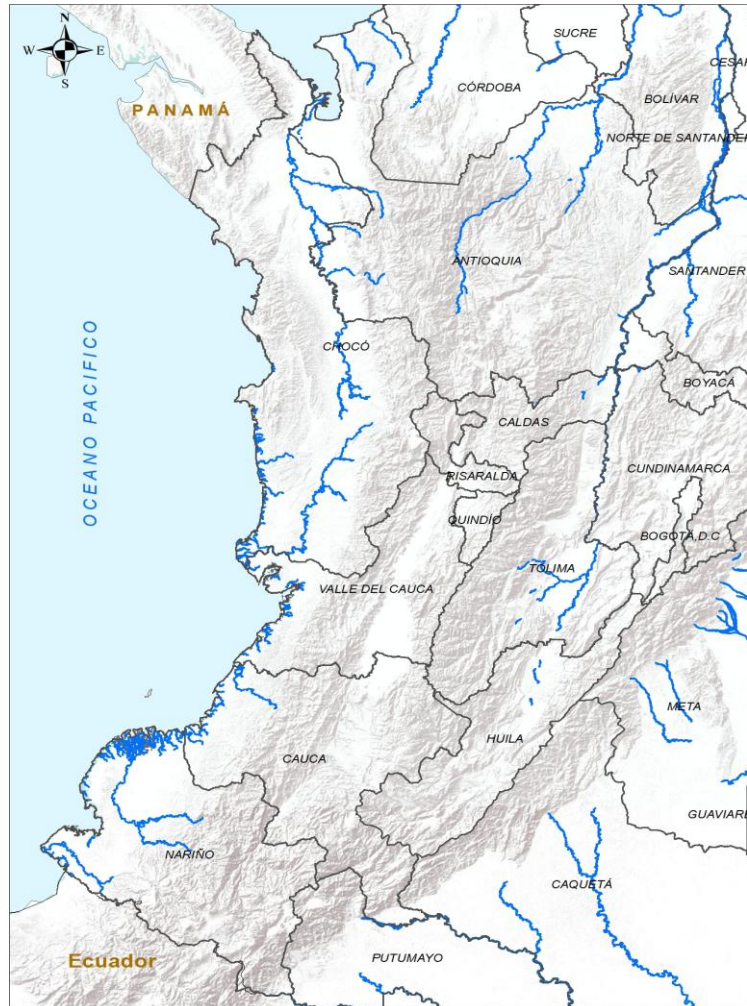 N
W E
S
PANAMÁ
SUCRE
CESAR
CÓRDOBA
BOLÍVAR
NORTE DE SANTANDER
ANTIOQUIA
SANTANDER
OCEANO PACIFICO
CHOCÓ
BOYACÁ
CALDAS
CUNDINAMARCA
RISARALDA
QUINDÍO
BOGOTÁ,D.C
TOLIMA
VALLE DEL CAUCA
META
HUILA
CAUCA
GUAVIARE
NARIÑO
CAQUETÁ
Ecuador
PUTUMAYO